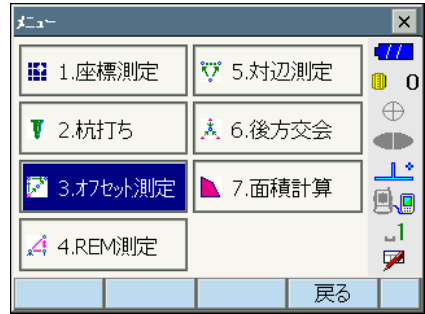 メニュー
1.座標測定
2.杭打ち
3.オフセット測定
4.REM測定
5.対辺測定
6.後方交会
7.面積計算
0
1
戻る